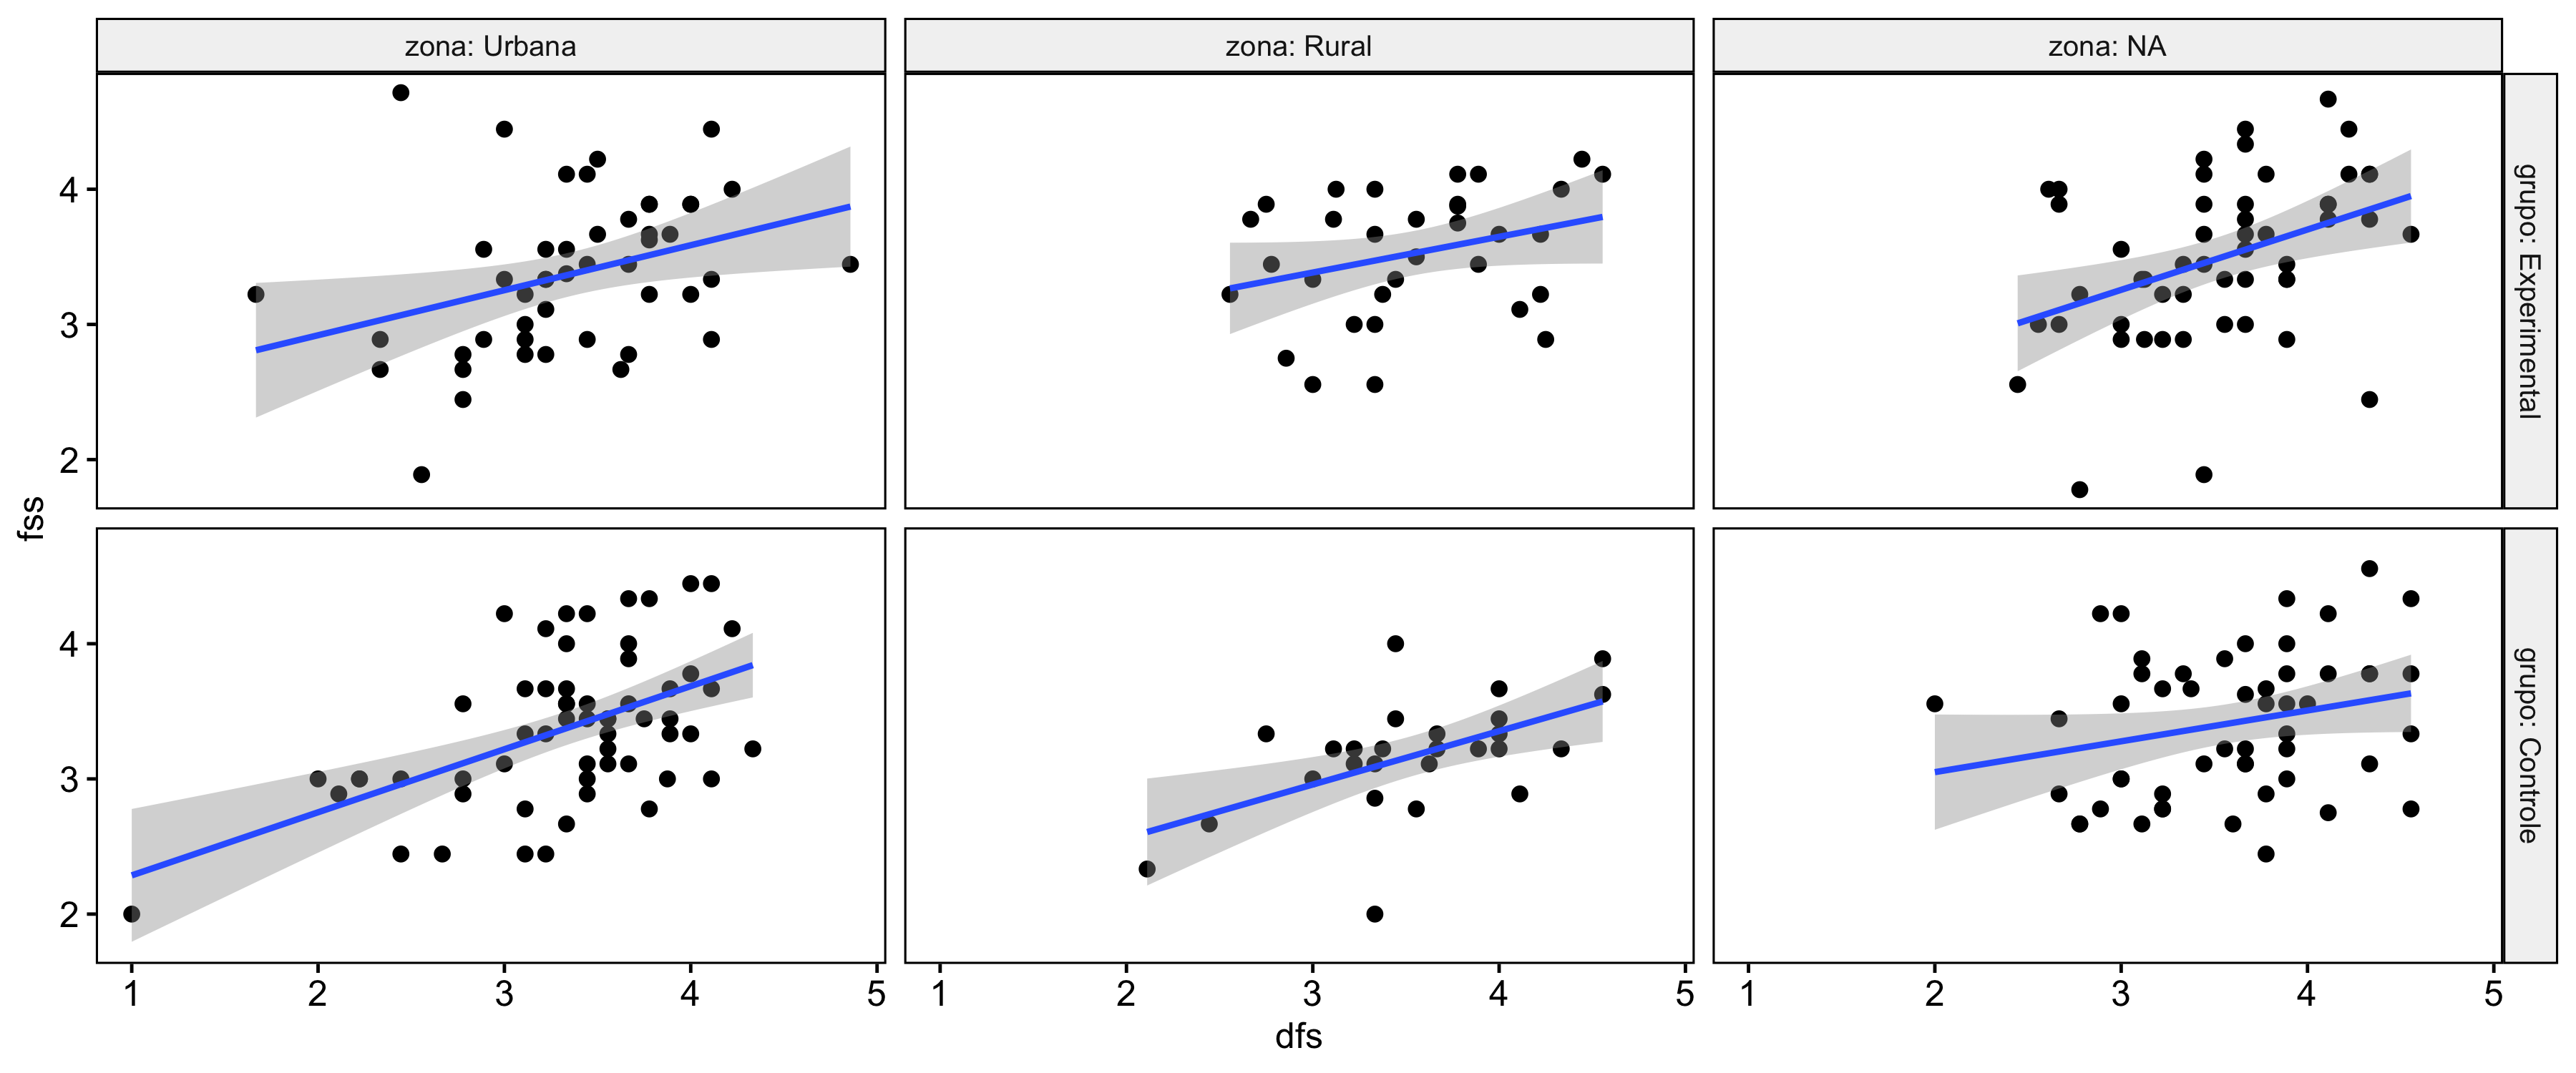 zona: Urbana
zona: Rural
zona: NA
4
3
2
grupo: Experimental
fss
4
3
2
grupo: Controle
1 2 3 4 5
1 2 3 4 5
1 2 3 4 5
dfs